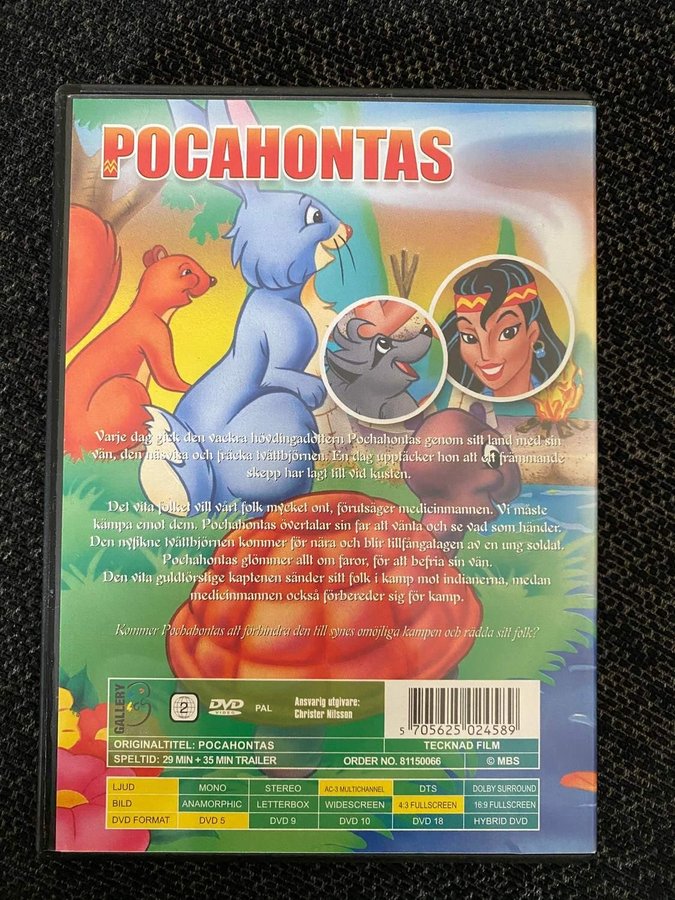 POCAHONTAS
Varje dag gick den vackra hövdingadottern Pochahontas genom sitt land med sin
vän, den näsvisa och fräcka tvättbjörnen. En dag upptäcker hon att ett främmande
skepp har lagt till vid kusten.
Det vita folket vill vårt folk mycket ont, förutsäger medicinmannen. Vi måste
kämpa emot dem. Pochahontas övertalar sin far att vänta och se vad som händer.
Den nyfikne tvättbjörnen kommer för nära och blir tillfångatagen av en ung soldat.
Pochahontas glömmer allt om faror, för att befria sin vän.
Den vita guldtörstige kaptenen sänder sitt folk i kamp mot indianerna, medan
medicinmannen också förbereder sig för kamp.
Kommer Pochahontas att förhindra den till synes omöjliga kampen och rädda sitt folk?
GALLERY
2
DVD
VIDEO
PAL
Ansvarig utgivare:
Christer Nilsson
5 705625 024589
ORIGINALTITEL: POCAHONTAS TECKNAD FILM
SPELTID: 29 MIN + 35 MIN TRAILER ORDER NO. 81150066 © MBS
LJUD MONO STEREO AC-3 MULTICHANNEL DTS DOLBY SURROUND
BILD ANAMORPHIC LETTERBOX WIDESCREEN 4:3 FULLSCREEN 16:9 FULLSCREEN
DVD FORMAT DVD 5 DVD 9 DVD 10 DVD 18 HYBRID DVD